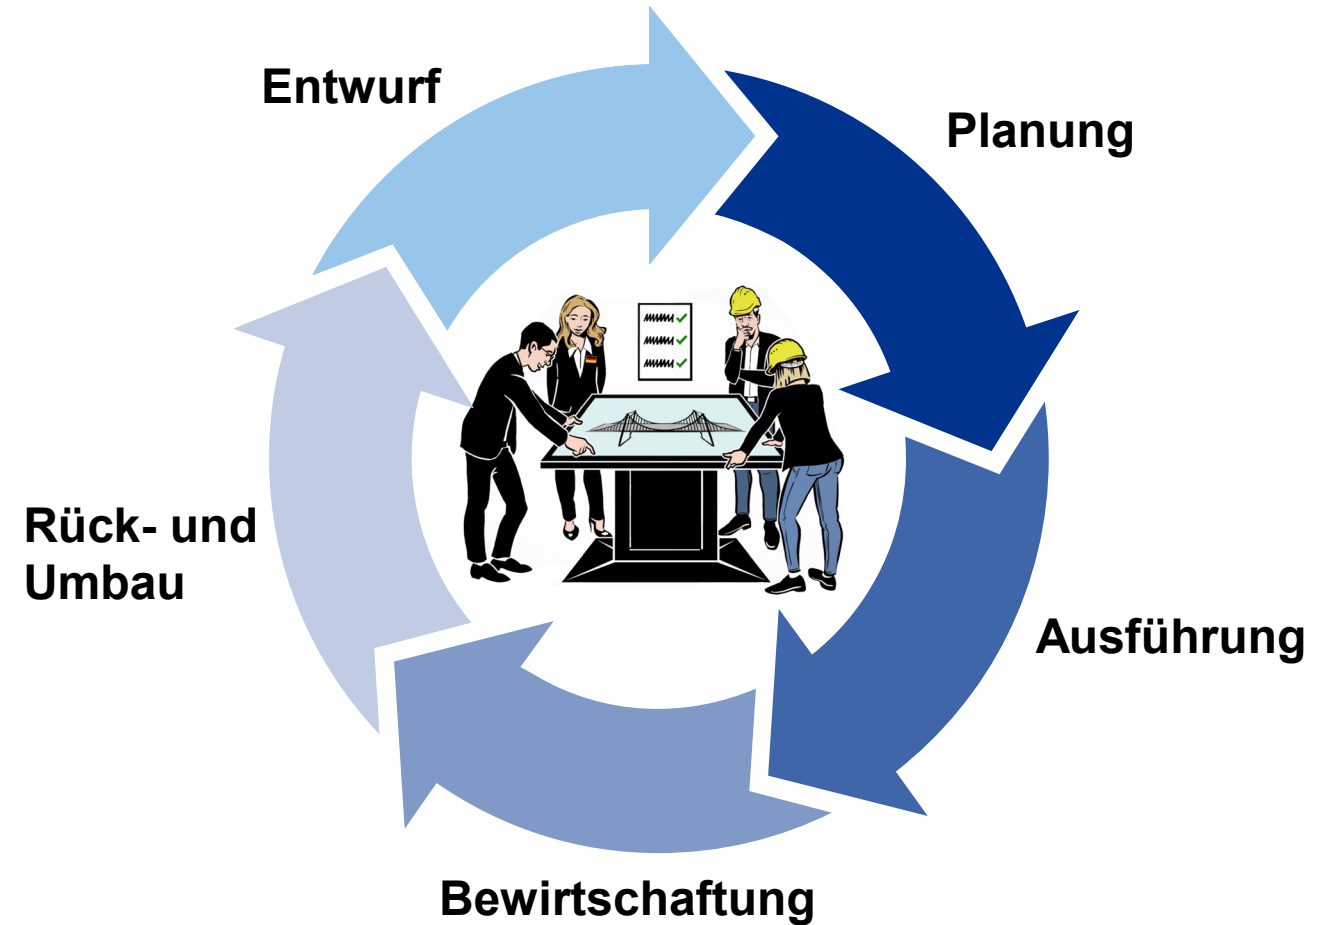 Entwurf
Planung
Ausführung
Bewirtschaftung
Rück- und
Umbau